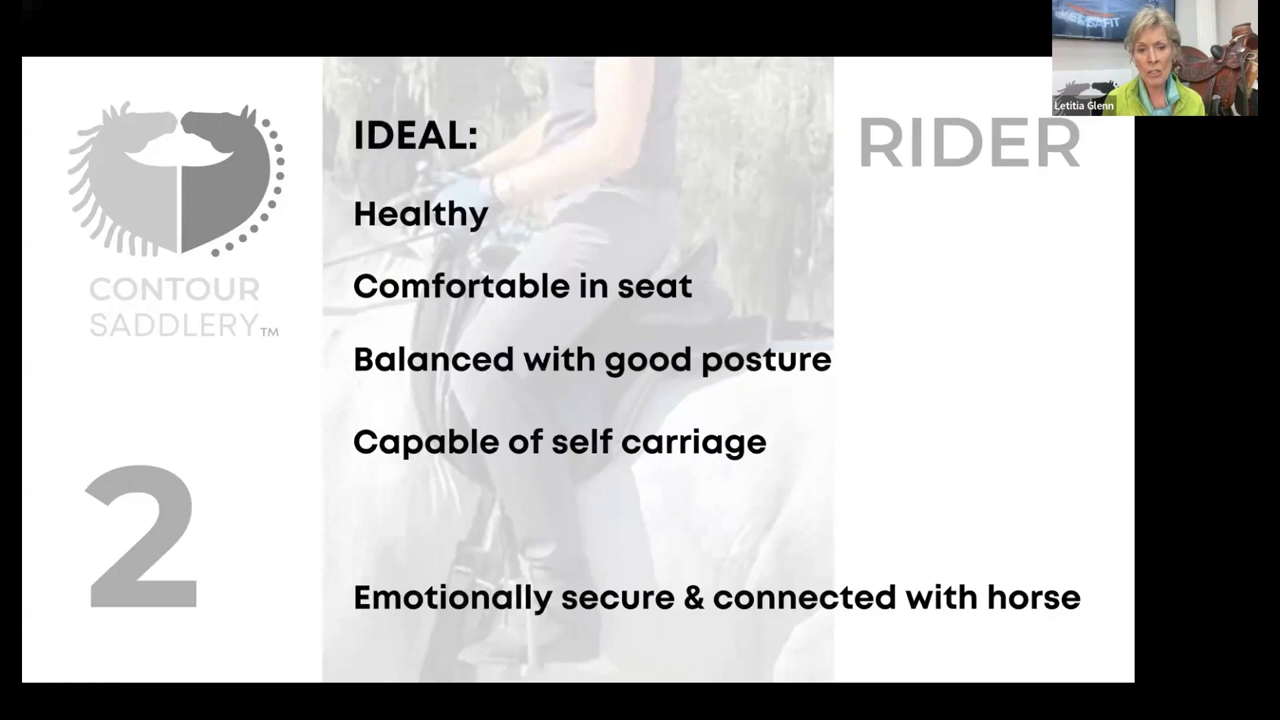 IDEAL:
RIDER
Letitia Glenn
Healthy
Comfortable in seat
CONTOUR
SADDLERY™
Balanced with good posture
Capable of self carriage
2
Emotionally secure & connected with horse